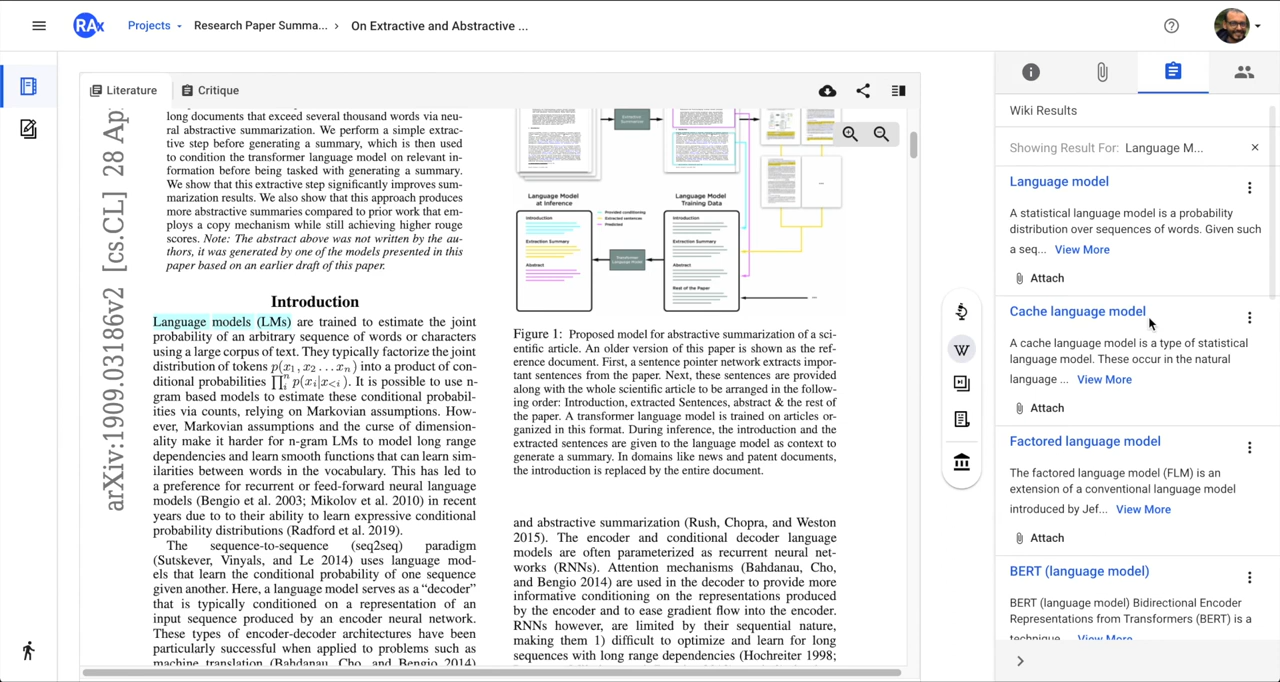 RAx
Projects
Research Paper Summa...
On Extractive and Abstractive ...
Literature
Critique
arXiv:1909.03186v2 [cs.CL] 28 Ap
long documents that exceed several thousand words via neu-
ral abstractive summarization. We perform a simple extrac-
tive step before generating a summary, which is then used
to condition the transformer language model on relevant in-
formation before being tasked with generating a summary.
We show that this extractive step significantly improves sum-
marization results. We also show that this approach produces
more abstractive summaries compared to prior work that em-
ploys a copy mechanism while still achieving higher rouge
scores. Note: The abstract above was not written by the au-
thors, it was generated by one of the models presented in this
paper based on an earlier draft of this paper.
Introduction
Language models (LMs) are trained to estimate the joint
probability of an arbitrary sequence of words or characters
using a large corpus of text. They typically factorize the joint
distribution of tokens p(x₁, x₂ . . . xₙ) into a product of con-
ditional probabilities ∏ᵢⁿ p(xᵢ|x<ᵢ). It is possible to use n-
gram based models to estimate these conditional probabil-
ities via counts, relying on Markovian assumptions. How-
ever, Markovian assumptions and the curse of dimension-
ality make it harder for n-gram LMs to model long range
dependencies and learn smooth functions that can learn sim-
ilarities between words in the vocabulary. This has led to
a preference for recurrent or feed-forward neural language
models (Bengio et al. 2003; Mikolov et al. 2010) in recent
years due to to their ability to learn expressive conditional
probability distributions (Radford et al. 2019).
The sequence-to-sequence (seq2seq) paradigm
(Sutskever, Vinyals, and Le 2014) uses language mod-
els that learn the conditional probability of one sequence
given another. Here, a language model serves as a “decoder”
that is typically conditioned on a representation of an
input sequence produced by an encoder neural network.
These types of encoder-decoder architectures have been
particularly successful when applied to problems such as
machine translation (Bahdanau, Cho, and Bengio 2014)
Language Model
at Inference
Introduction
Extraction Summary
Abstract
Provided conditioning
Extracted sentences
Predicted
Transformer
Language Model
Language Model
Training Data
Introduction
Extraction Summary
Abstract
Rest of the Paper
Figure 1: Proposed model for abstractive summarization of a sci-
entific article. An older version of this paper is shown as the ref-
erence document. First, a sentence pointer network extracts impor-
tant sentences from the paper. Next, these sentences are provided
along with the whole scientific article to be arranged in the follow-
ing order: Introduction, extracted Sentences, abstract & the rest of
the paper. A transformer language model is trained on articles or-
ganized in this format. During inference, the introduction and the
extracted sentences are given to the language model as context to
generate a summary. In domains like news and patent documents,
the introduction is replaced by the entire document.
and abstractive summarization (Rush, Chopra, and Weston
2015). The encoder and conditional decoder language
models are often parameterized as recurrent neural net-
works (RNNs). Attention mechanisms (Bahdanau, Cho,
and Bengio 2014) are used in the decoder to provide more
informative conditioning on the representations produced
by the encoder and to ease gradient flow into the encoder.
RNNs however, are limited by their sequential nature,
making them 1) difficult to optimize and learn for long
sequences with long range dependencies (Hochreiter 1998;
W
Wiki Results
Showing Result For: Language M...
Language model
A statistical language model is a probability
distribution over sequences of words. Given such
a seq... View More
Attach
Cache language model
A cache language model is a type of statistical
language model. These occur in the natural
language ... View More
Attach
Factored language model
The factored language model (FLM) is an
extension of a conventional language model
introduced by Jef... View More
Attach
BERT (language model)
BERT (language model) Bidirectional Encoder
Representations from Transformers (BERT) is a
technique... View More